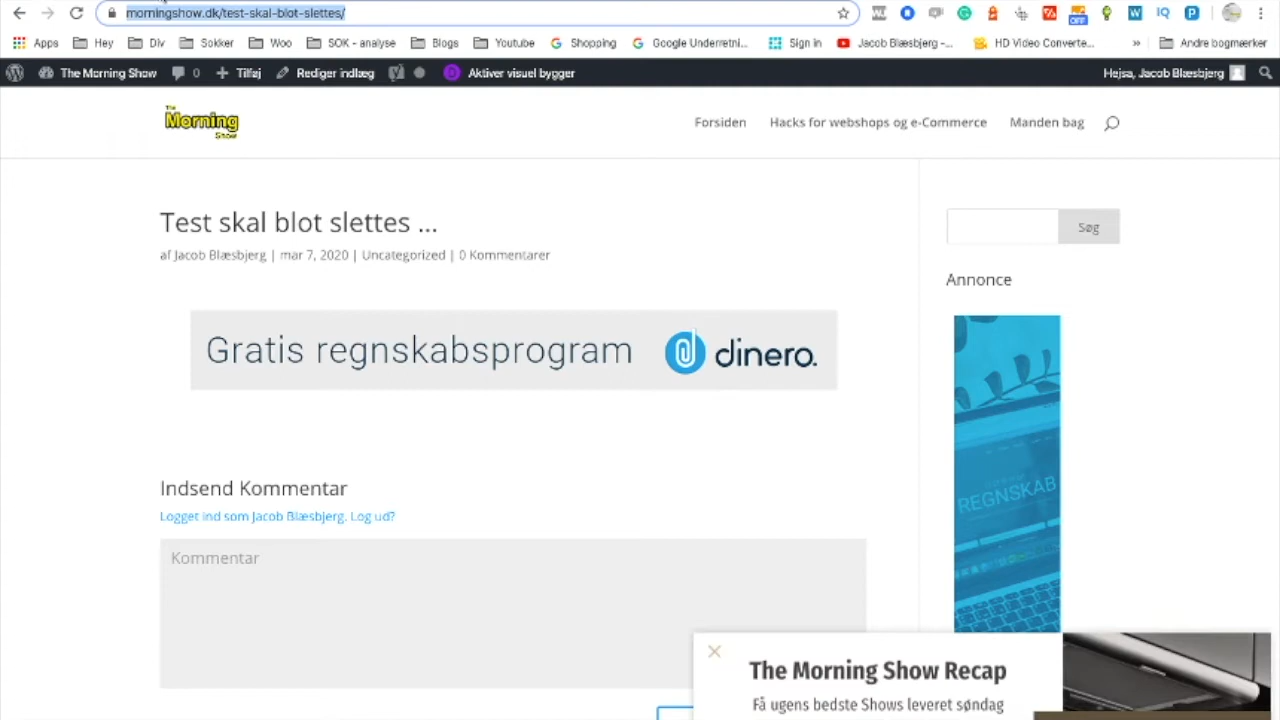 morningshow.dk/test-skal-blot-slettes/
Apps Hey Div Sokker Woo SOK - analyse Blogs Youtube Shopping Google Underretni... Sign in Jacob Blæsbjerg -... HD Video Converte... » Andre bogmærker
The Morning Show 0 + Tilføj Rediger indlæg D Aktiver visuel bygger Hejsa, Jacob Blæsbjerg
OFF W IQ P
The
Morning
Show
Forsiden Hacks for webshops og e-Commerce Manden bag
Test skal blot slettes ...
af Jacob Blæsbjerg | mar 7, 2020 | Uncategorized | 0 Kommentarer
Søg
Annonce
Gratis regnskabsprogram dinero.
REGNSKAB
Indsend Kommentar
Logget ind som Jacob Blæsbjerg. Log ud?
Kommentar
The Morning Show Recap
Få ugens bedste Shows leveret søndag